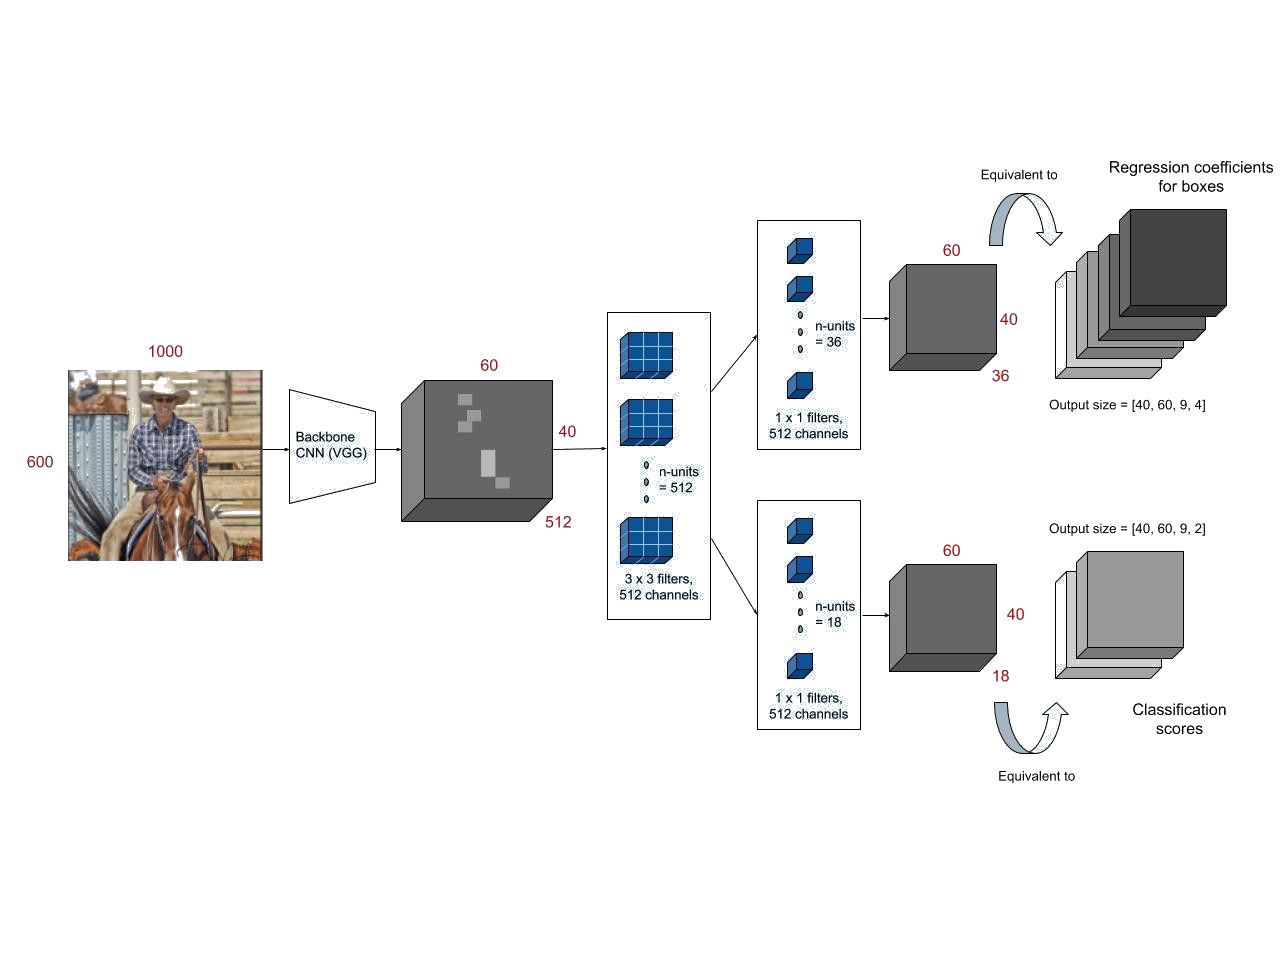 1000
600
Backbone
CNN (VGG)
60
40
512
n-units
= 512
3 x 3 filters,
512 channels
n-units
= 36
1 x 1 filters,
512 channels
60
40
36
Equivalent to
Regression coefficients
for boxes
Output size = [40, 60, 9, 4]
n-units
= 18
1 x 1 filters,
512 channels
60
40
18
Output size = [40, 60, 9, 2]
Classification
scores
Equivalent to